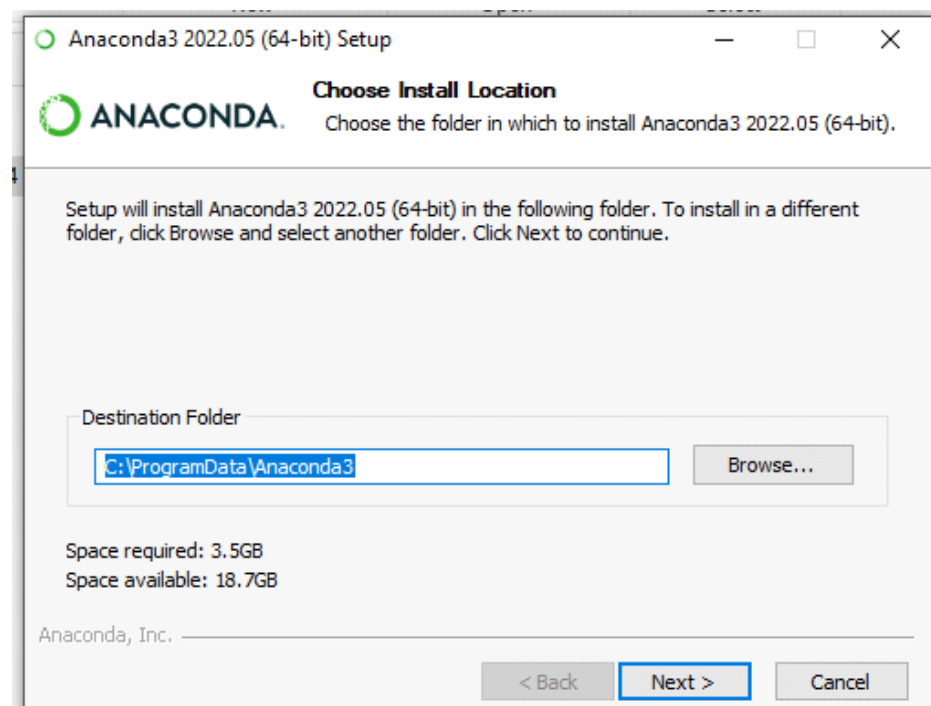 Anaconda3 2022.05 (64-bit) Setup
ANACONDA.
Choose Install Location
Choose the folder in which to install Anaconda3 2022.05 (64-bit).
Setup will install Anaconda3 2022.05 (64-bit) in the following folder. To install in a different
folder, click Browse and select another folder. Click Next to continue.
Destination Folder
C:\ProgramData\Anaconda3
Browse...
Space required: 3.5GB
Space available: 18.7GB
Anaconda, Inc.
< Back
Next >
Cancel